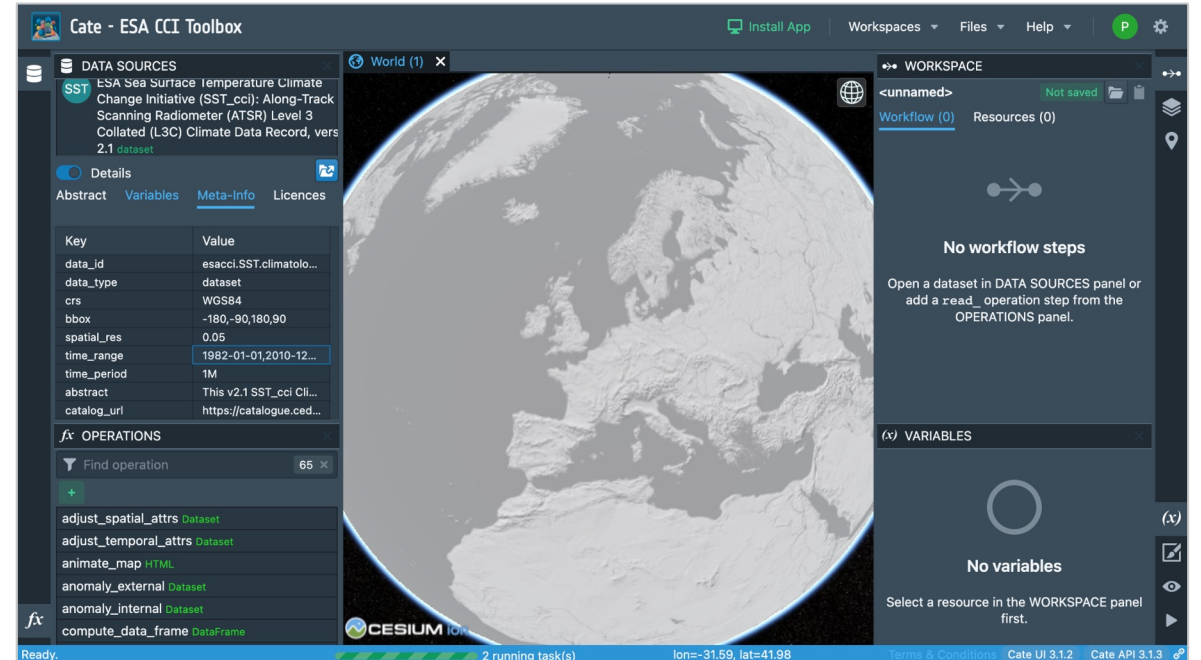 Cate - ESA CCI Toolbox
Install App
Workspaces
Files
Help
P
DATA SOURCES
SST
ESA Sea Surface Temperature Climate
Change Initiative (SST_cci): Along-Track
Scanning Radiometer (ATSR) Level 3
Collated (L3C) Climate Data Record, vers
2.1 dataset
Details
Abstract Variables Meta-Info Licences
Key Value
data_id esacci.SST.climatolo...
data_type dataset
crs WGS84
bbox -180,-90,180,90
spatial_res 0.05
time_range 1982-01-01,2010-12...
time_period 1M
abstract This v2.1 SST_cci Cli...
catalog_url https://catalogue.ced...
fx OPERATIONS
Find operation 65
+
adjust_spatial_attrs Dataset
adjust_temporal_attrs Dataset
animate_map HTML
anomaly_external Dataset
anomaly_internal Dataset
compute_data_frame DataFrame
fx
World (1)
CESIUM ion
WORKSPACE
<unnamed> Not saved
Workflow (0) Resources (0)
No workflow steps
Open a dataset in DATA SOURCES panel or
add a read_ operation step from the
OPERATIONS panel.
(x) VARIABLES
No variables
Select a resource in the WORKSPACE panel
first.
(x)
Ready.
2 running task(s)
lon=-31.59, lat=41.98
Terms & Conditions
Cate UI 3.1.2
Cate API 3.1.3